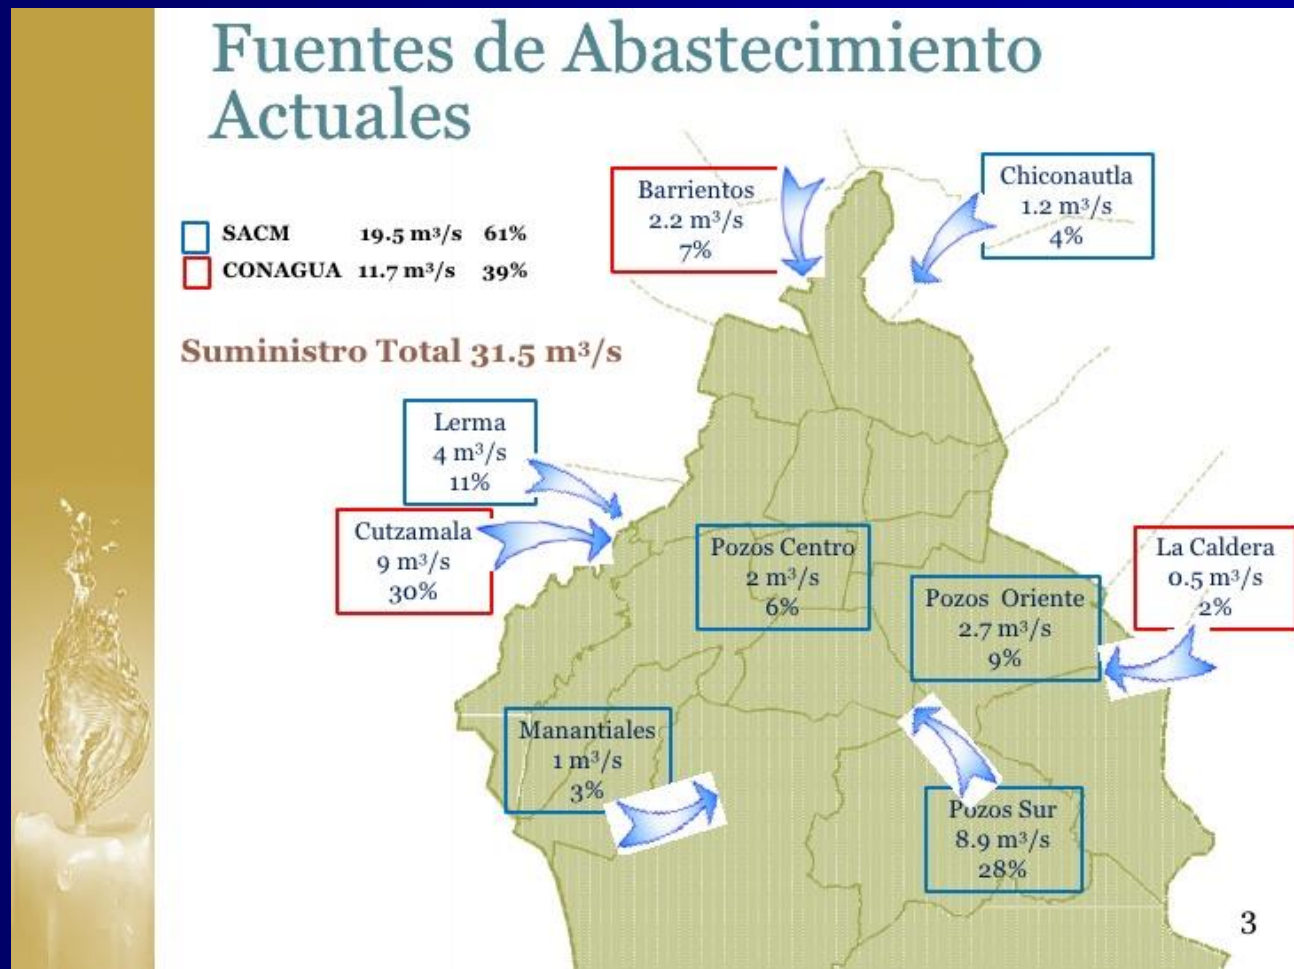 Fuentes de Abastecimiento
Actuales
SACM 19.5 m³/s 61%
CONAGUA 11.7 m³/s 39%
Suministro Total 31.5 m³/s
Barrientos
2.2 m³/s
7%
Chiconautla
1.2 m³/s
4%
Lerma
4 m³/s
11%
Cutzamala
9 m³/s
30%
Pozos Centro
2 m³/s
6%
Pozos Oriente
2.7 m³/s
9%
La Caldera
0.5 m³/s
2%
Manantiales
1 m³/s
3%
Pozos Sur
8.9 m³/s
28%
3